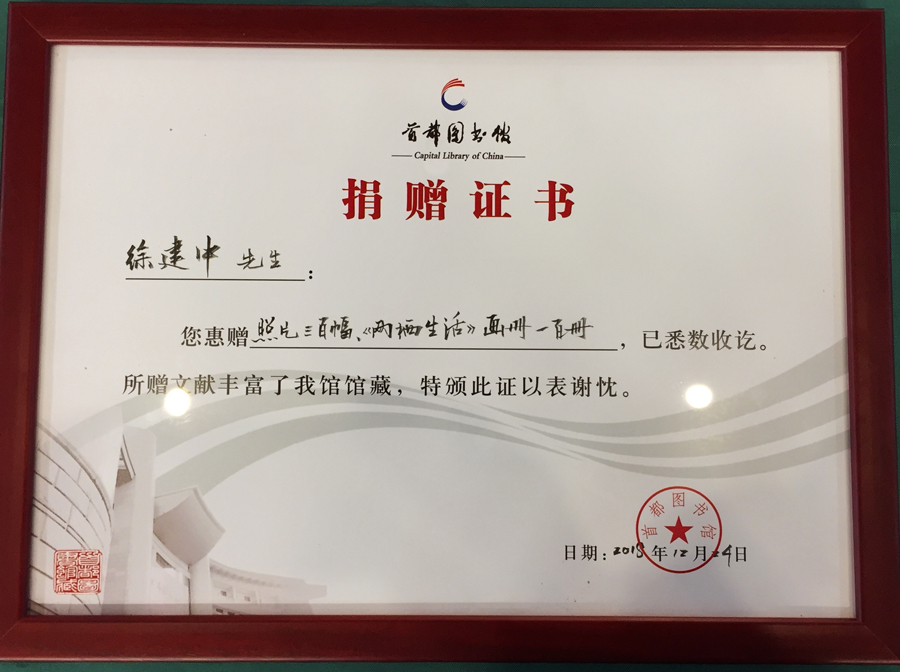 首都图书馆
Capital Library of China
捐赠证书
徐建中 先生：
您惠赠照片三百幅、《两栖生活》画册一百册，已悉数收讫。
所赠文献丰富了我馆馆藏，特颁此证以表谢忱。
首都图书馆
日期：2018年12月24日